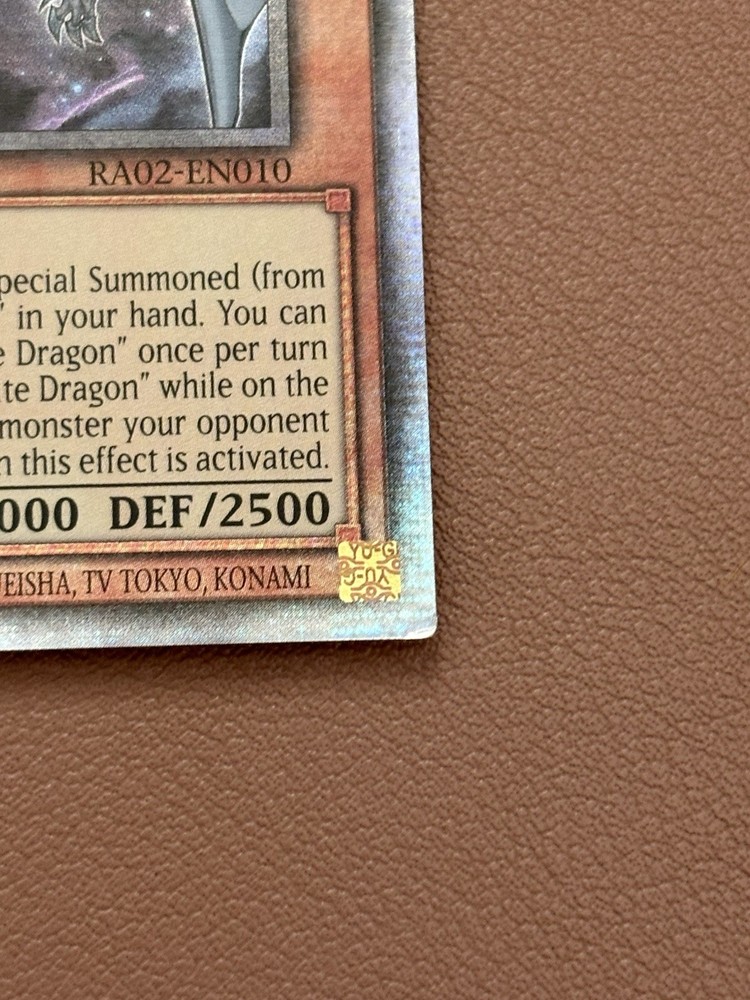 RA02-EN010
pecial Summoned (from
" in your hand. You can
e Dragon" once per turn
te Dragon" while on the
monster your opponent
n this effect is activated.
000 DEF/2500
EISHA, TV TOKYO, KONAMI
YU-G